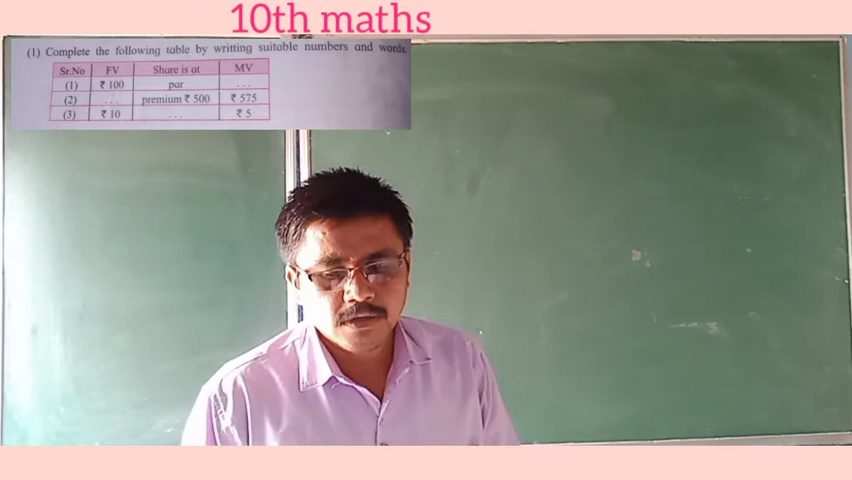 10th maths
(1) Complete the following table by writting suitable numbers and words.
Sr.No FV Share is at MV
(1) ₹ 100 par ...
(2) ... premium ₹ 500 ₹ 575
(3) ₹ 10 ... ₹ 5